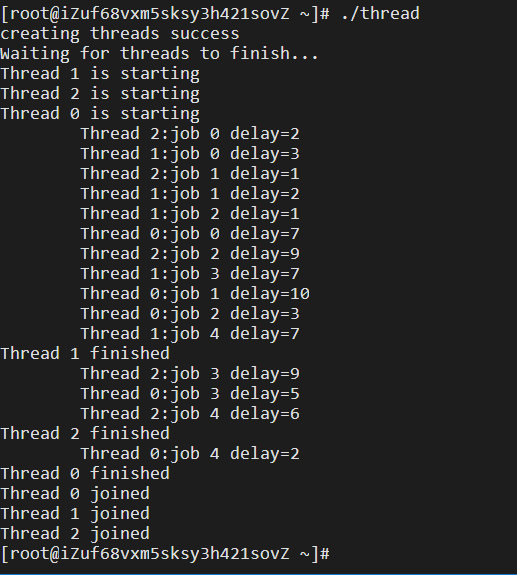 [root@iZuf68vxm5sksy3h421sovZ ~]# ./thread
creating threads success
Waiting for threads to finish...
Thread 1 is starting
Thread 2 is starting
Thread 0 is starting
Thread 2:job 0 delay=2
Thread 1:job 0 delay=3
Thread 2:job 1 delay=1
Thread 1:job 1 delay=2
Thread 1:job 2 delay=1
Thread 0:job 0 delay=7
Thread 2:job 2 delay=9
Thread 1:job 3 delay=7
Thread 0:job 1 delay=10
Thread 0:job 2 delay=3
Thread 1:job 4 delay=7
Thread 1 finished
Thread 2:job 3 delay=9
Thread 0:job 3 delay=5
Thread 2:job 4 delay=6
Thread 2 finished
Thread 0:job 4 delay=2
Thread 0 finished
Thread 0 joined
Thread 1 joined
Thread 2 joined
[root@iZuf68vxm5sksy3h421sovZ ~]#